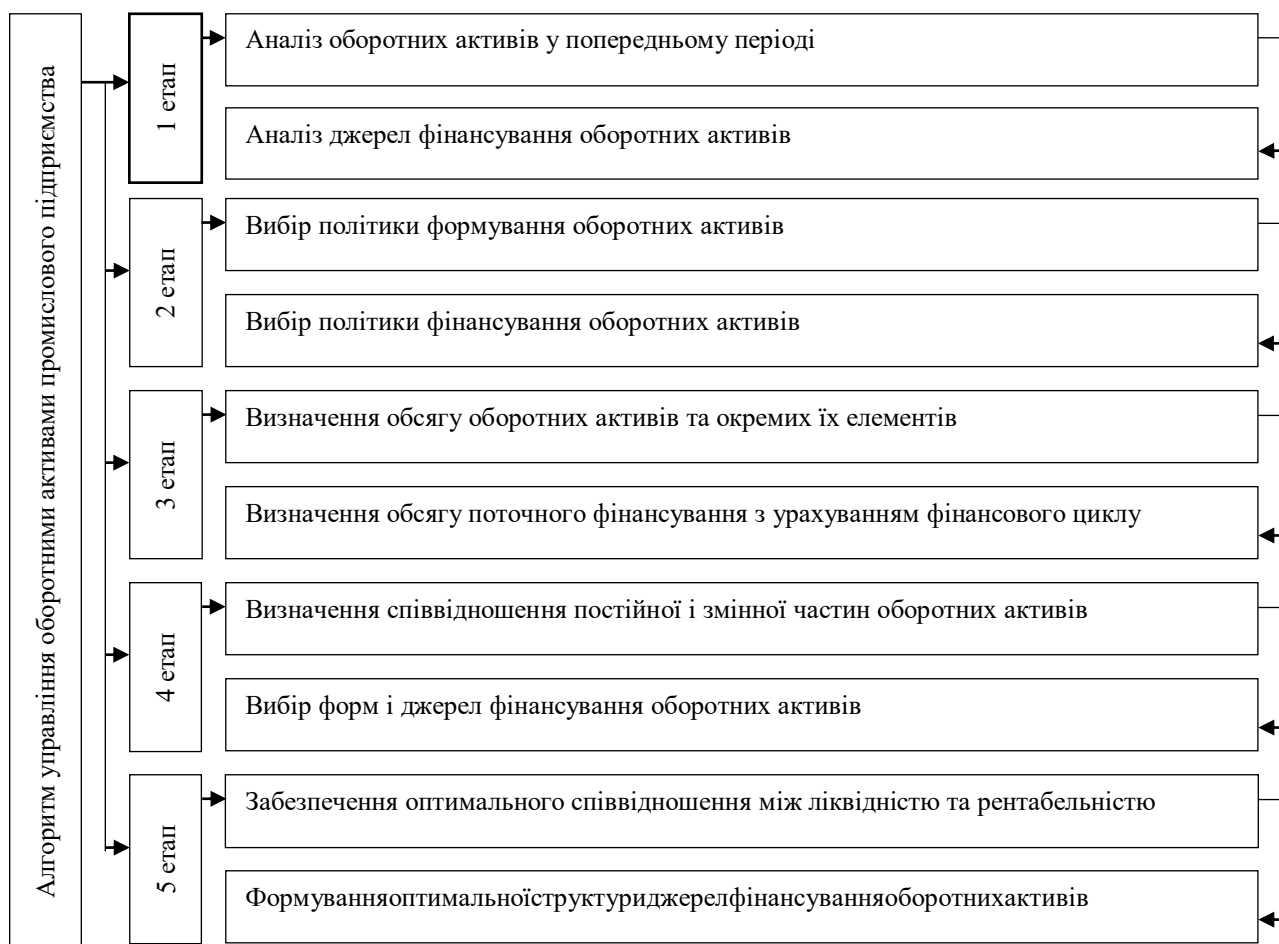 Алгоритм управління оборотними активами промислового підприємства
1 етап
Аналіз оборотних активів у попередньому періоді
Аналіз джерел фінансування оборотних активів
2 етап
Вибір політики формування оборотних активів
Вибір політики фінансування оборотних активів
3 етап
Визначення обсягу оборотних активів та окремих їх елементів
Визначення обсягу поточного фінансування з урахуванням фінансового циклу
4 етап
Визначення співвідношення постійної і змінної частин оборотних активів
Вибір форм і джерел фінансування оборотних активів
5 етап
Забезпечення оптимального співвідношення між ліквідністю та рентабельністю
Формуванняоптимальноїструктуриджерелфінансуванняоборотнихактивів